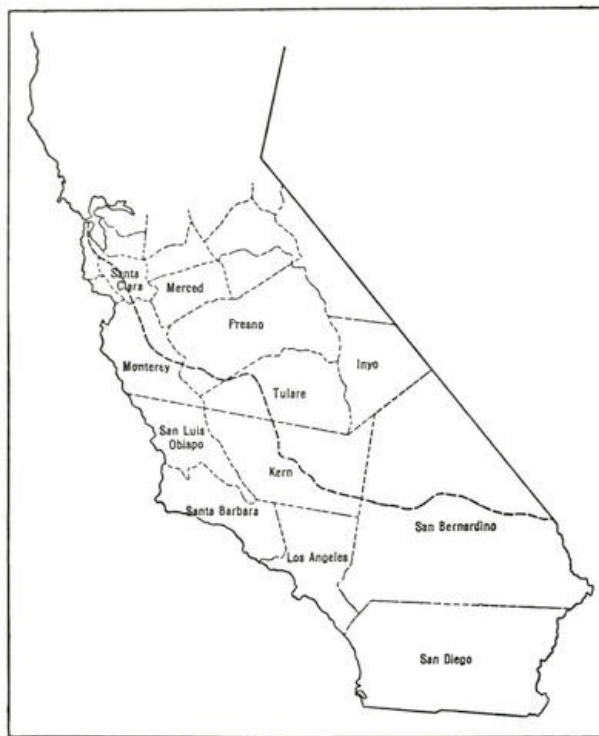 Santa
Clara
Merced
Fresno
Monterey
Inyo
Tulare
San Luis
Obispo
Kern
Santa Barbara
San Bernardino
Los Angeles
San Diego